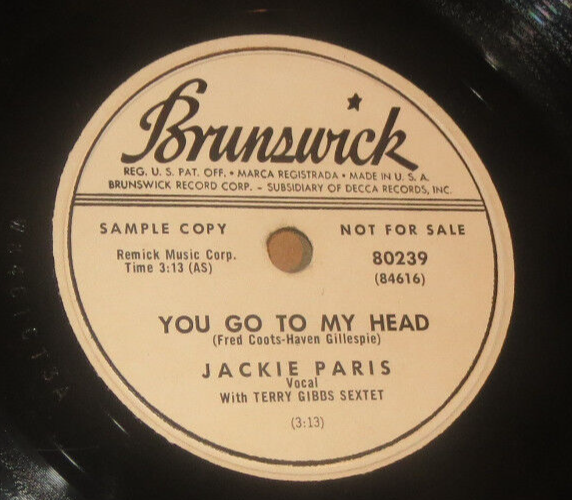 Brunswick
REG. U. S. PAT. OFF. • MARCA REGISTRADA • MADE IN U. S. A.
BRUNSWICK RECORD CORP. – SUBSIDIARY OF DECCA RECORDS, INC.
SAMPLE COPY
NOT FOR SALE
Remick Music Corp.
Time 3:13 (AS)
80239
(84616)
YOU GO TO MY HEAD
(Fred Coots-Haven Gillespie)
JACKIE PARIS
Vocal
With TERRY GIBBS SEXTET
(3:13)